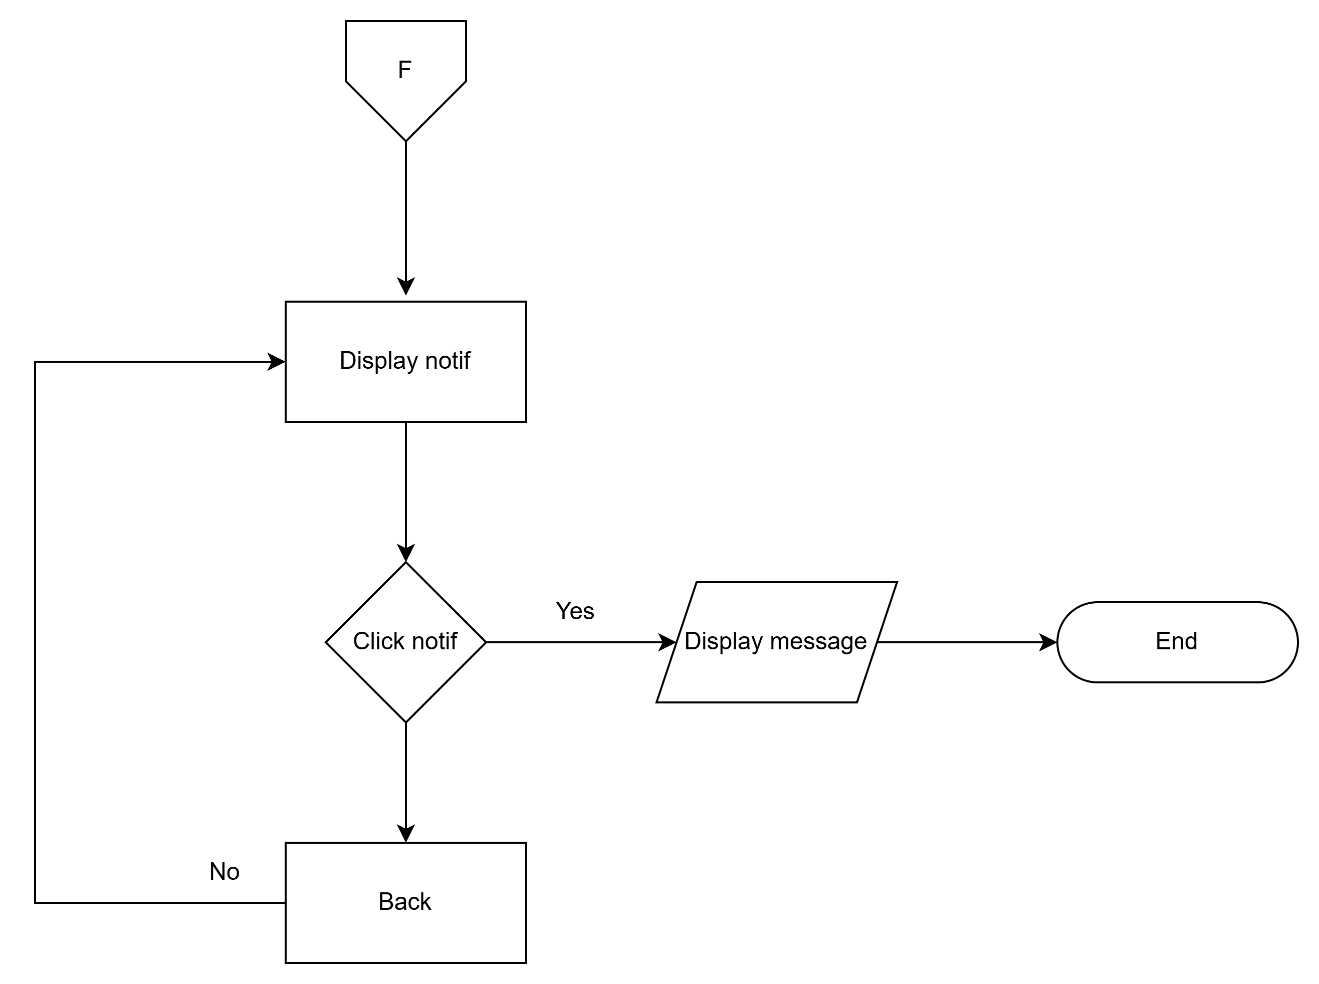 F
Display notif
Click notif
Yes
Display message
End
No
Back